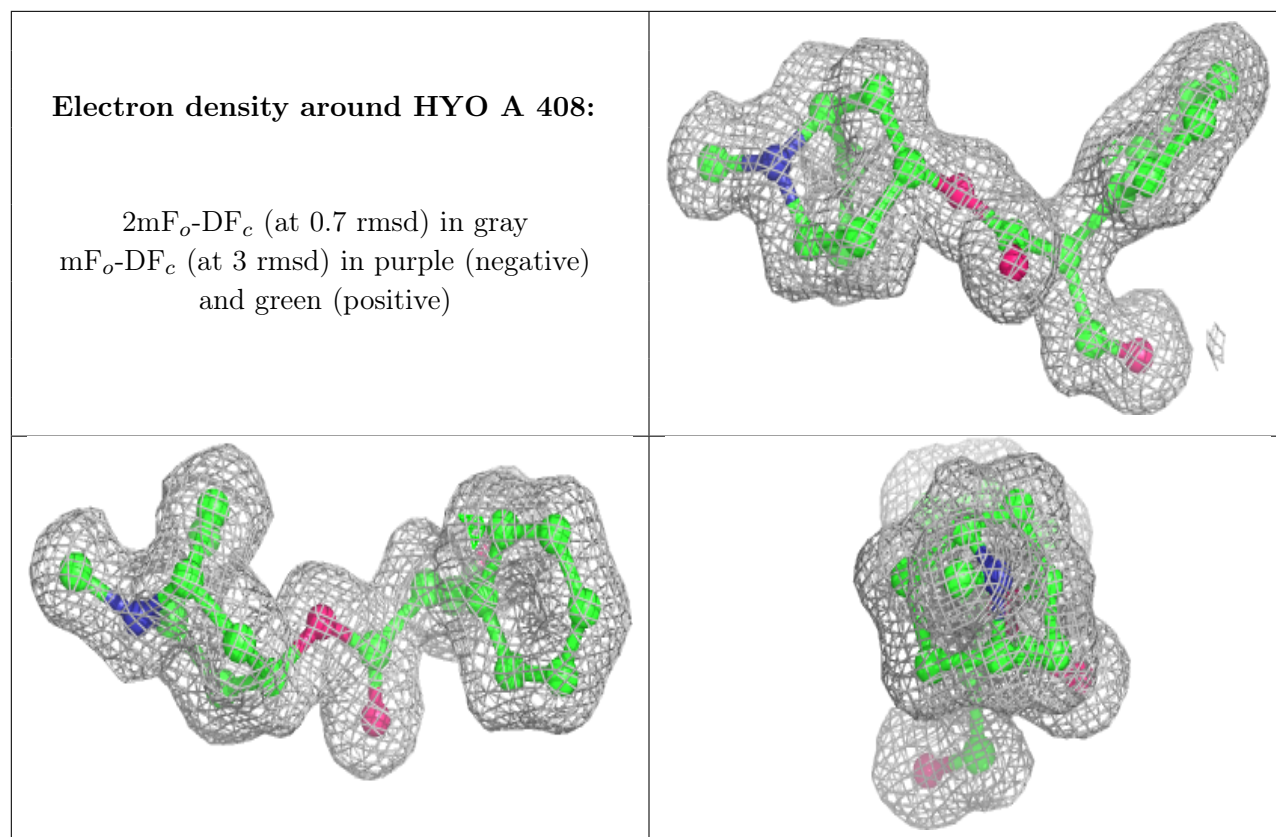 Electron density around HYO A 408:
2mFo-DFc (at 0.7 rmsd) in gray
mFo-DFc (at 3 rmsd) in purple (negative)
and green (positive)